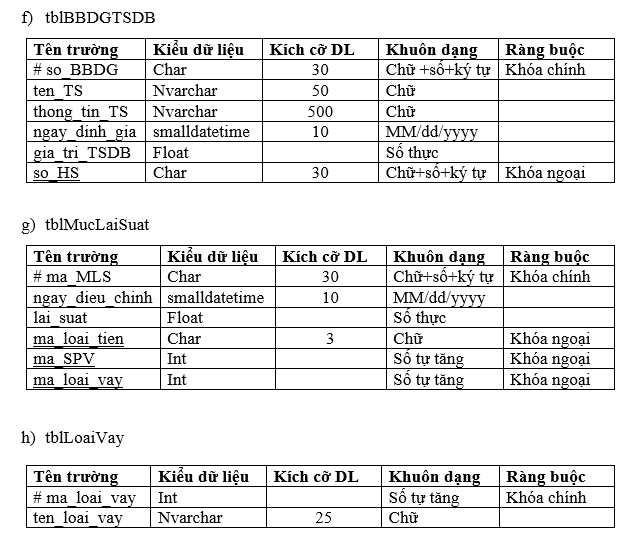 f) tblBBDGTSDB
Tên trường Kiểu dữ liệu Kích cỡ DL Khuôn dạng Ràng buộc
# so_BBDG Char 30 Chữ +số+ký tự Khóa chính
ten_TS Nvarchar 50 Chữ
thong_tin_TS Nvarchar 500 Chữ
ngay_dinh_gia smalldatetime 10 MM/dd/yyyy
gia_tri_TSDB Float Số thực
so_HS Char 30 Chữ+số+ký tự Khóa ngoại
g) tblMucLaiSuat
Tên trường Kiểu dữ liệu Kích cỡ DL Khuôn dạng Ràng buộc
# ma_MLS Char 30 Chữ+số+ký tự Khóa chính
ngay_dieu_chinh smalldatetime 10 MM/dd/yyyy
lai_suat Float Số thực
ma_loai_tien Char 3 Chữ Khóa ngoại
ma_SPV Int Số tự tăng Khóa ngoại
ma_loai_vay Int Số tự tăng Khóa ngoại
h) tblLoaiVay
Tên trường Kiểu dữ liệu Kích cỡ DL Khuôn dạng Ràng buộc
# ma_loai_vay Int Số tự tăng Khóa chính
ten_loai_vay Nvarchar 25 Chữ